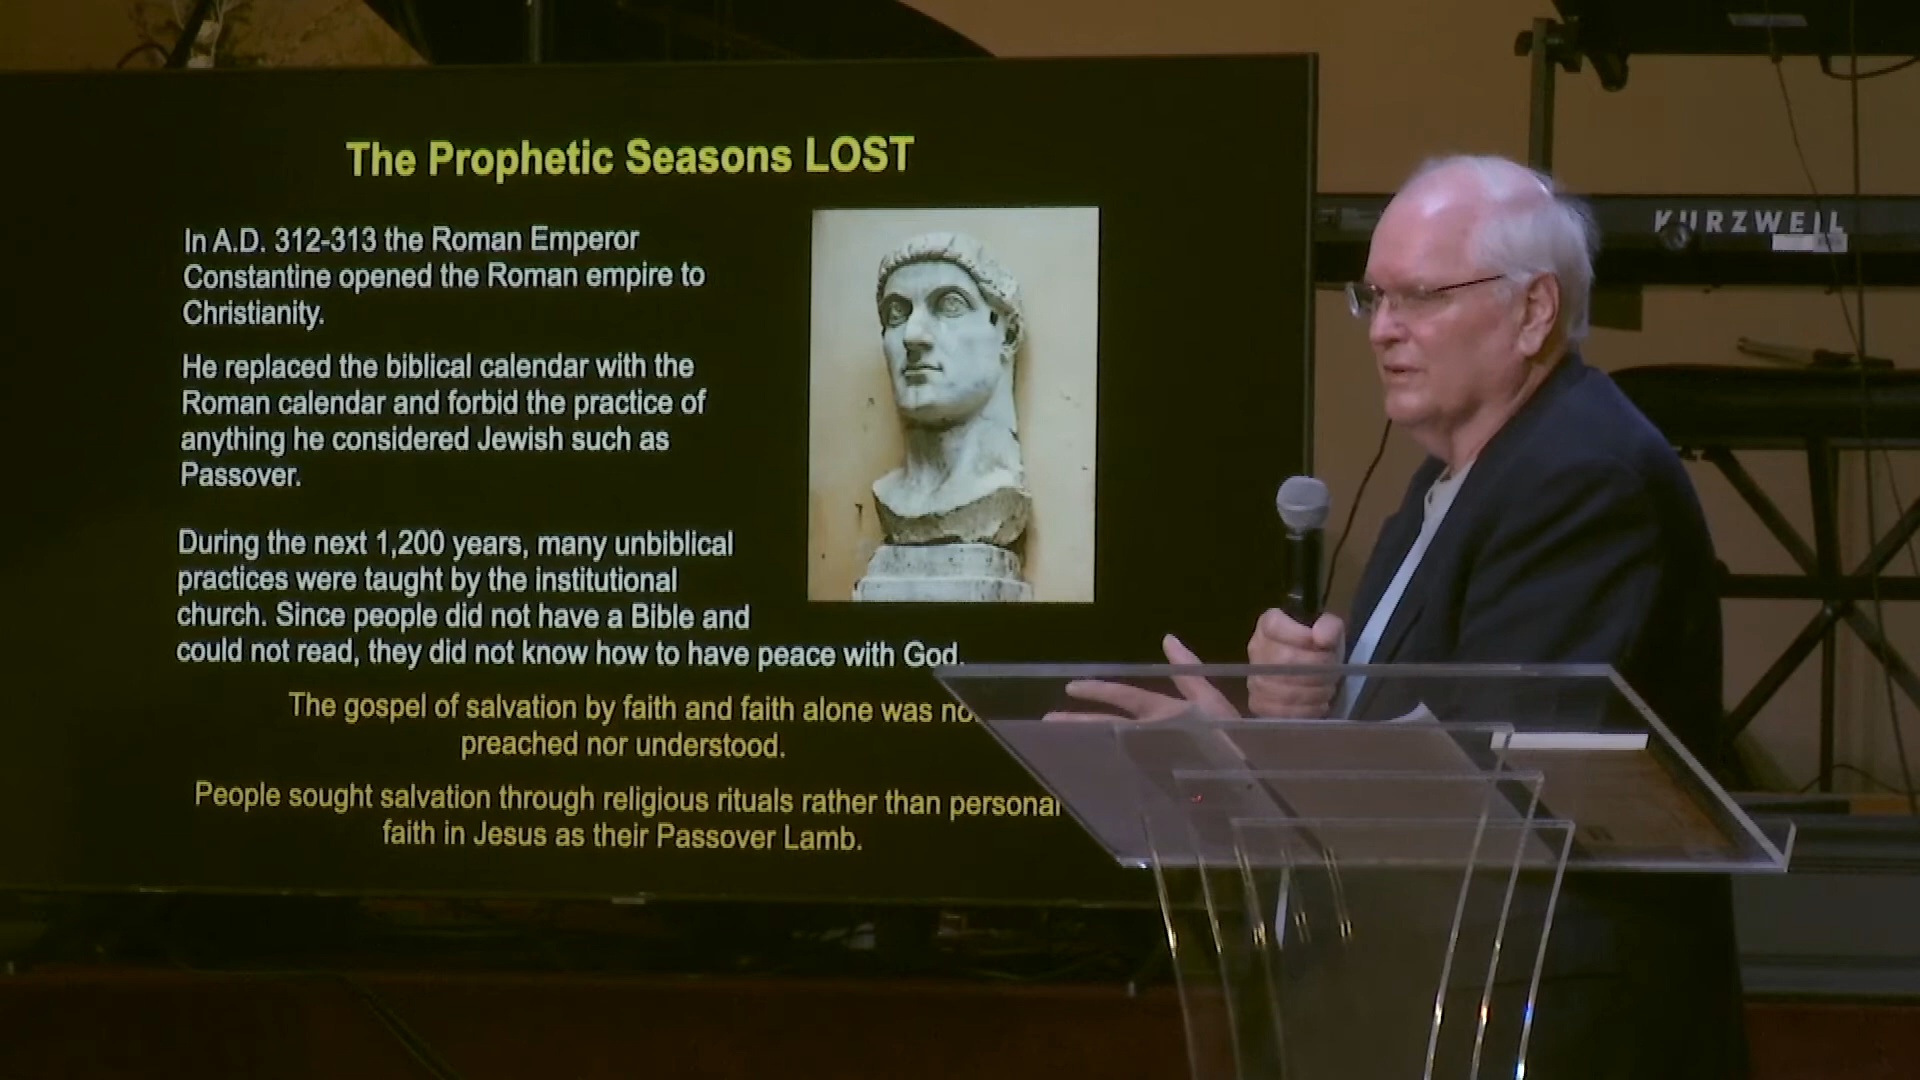 The Prophetic Seasons LOST
In A.D. 312-313 the Roman Emperor
Constantine opened the Roman empire to
Christianity.
He replaced the biblical calendar with the
Roman calendar and forbid the practice of
anything he considered Jewish such as
Passover.
During the next 1,200 years, many unbiblical
practices were taught by the institutional
church. Since people did not have a Bible and
could not read, they did not know how to have peace with God.
The gospel of salvation by faith and faith alone was no
preached nor understood.
People sought salvation through religious rituals rather than personal
faith in Jesus as their Passover Lamb.
KURZWEIL